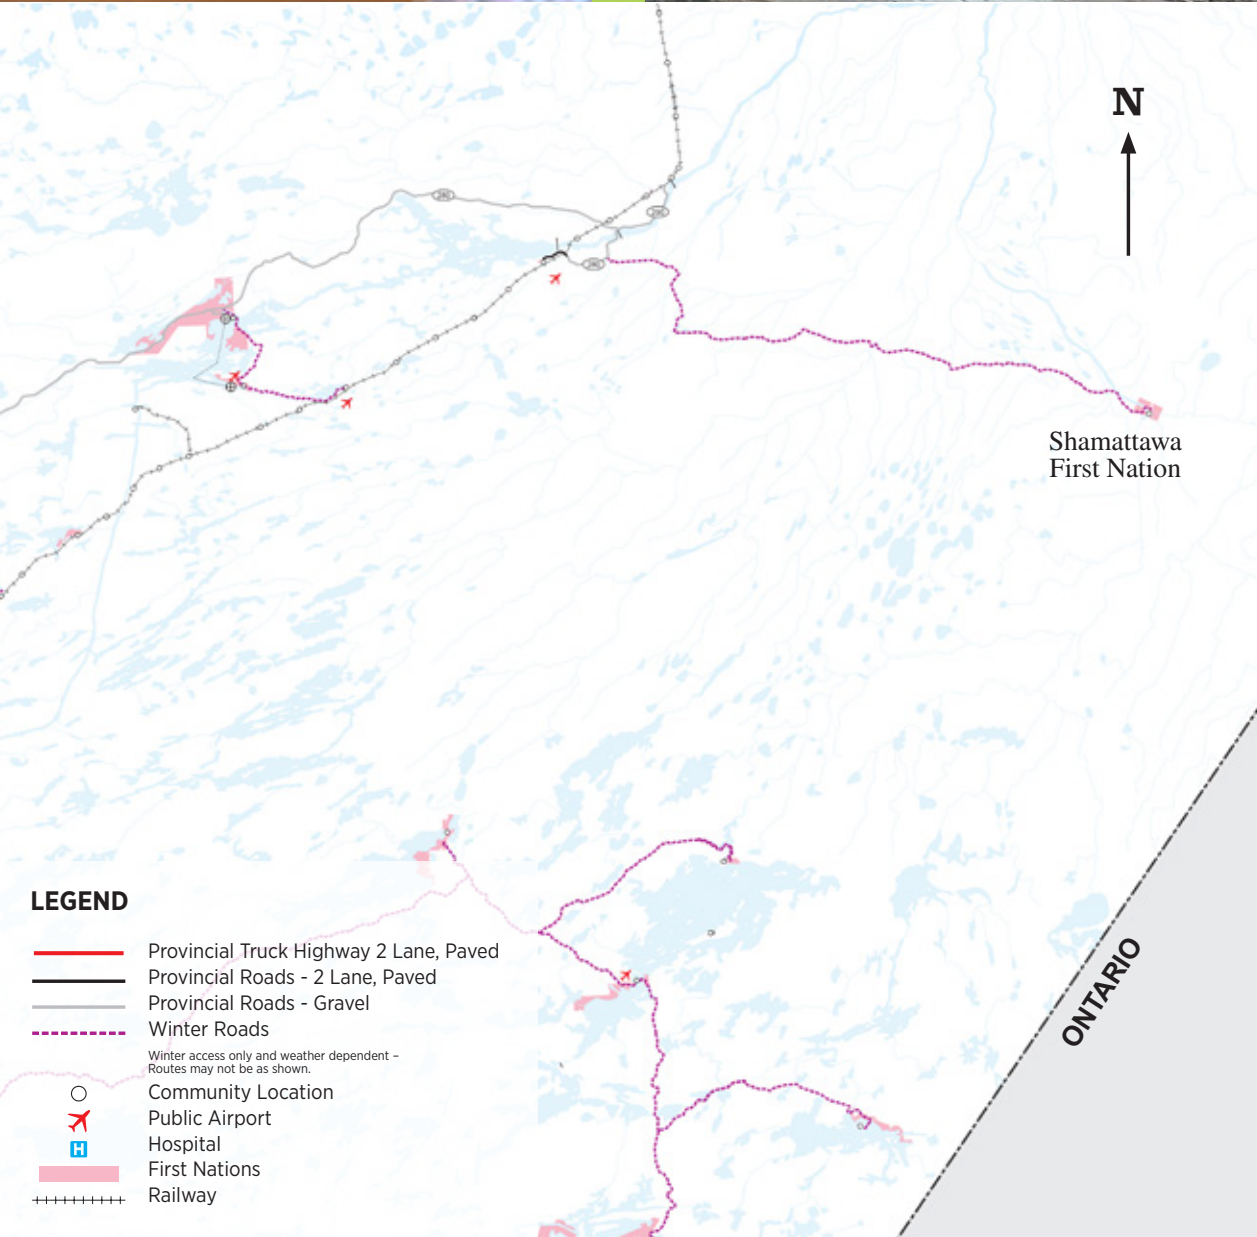 N
Shamattawa
First Nation
ONTARIO
LEGEND
Provincial Truck Highway 2 Lane, Paved
Provincial Roads - 2 Lane, Paved
Provincial Roads - Gravel
Winter Roads
Winter access only and weather dependent –
Routes may not be as shown.
Community Location
Public Airport
H
Hospital
First Nations
Railway